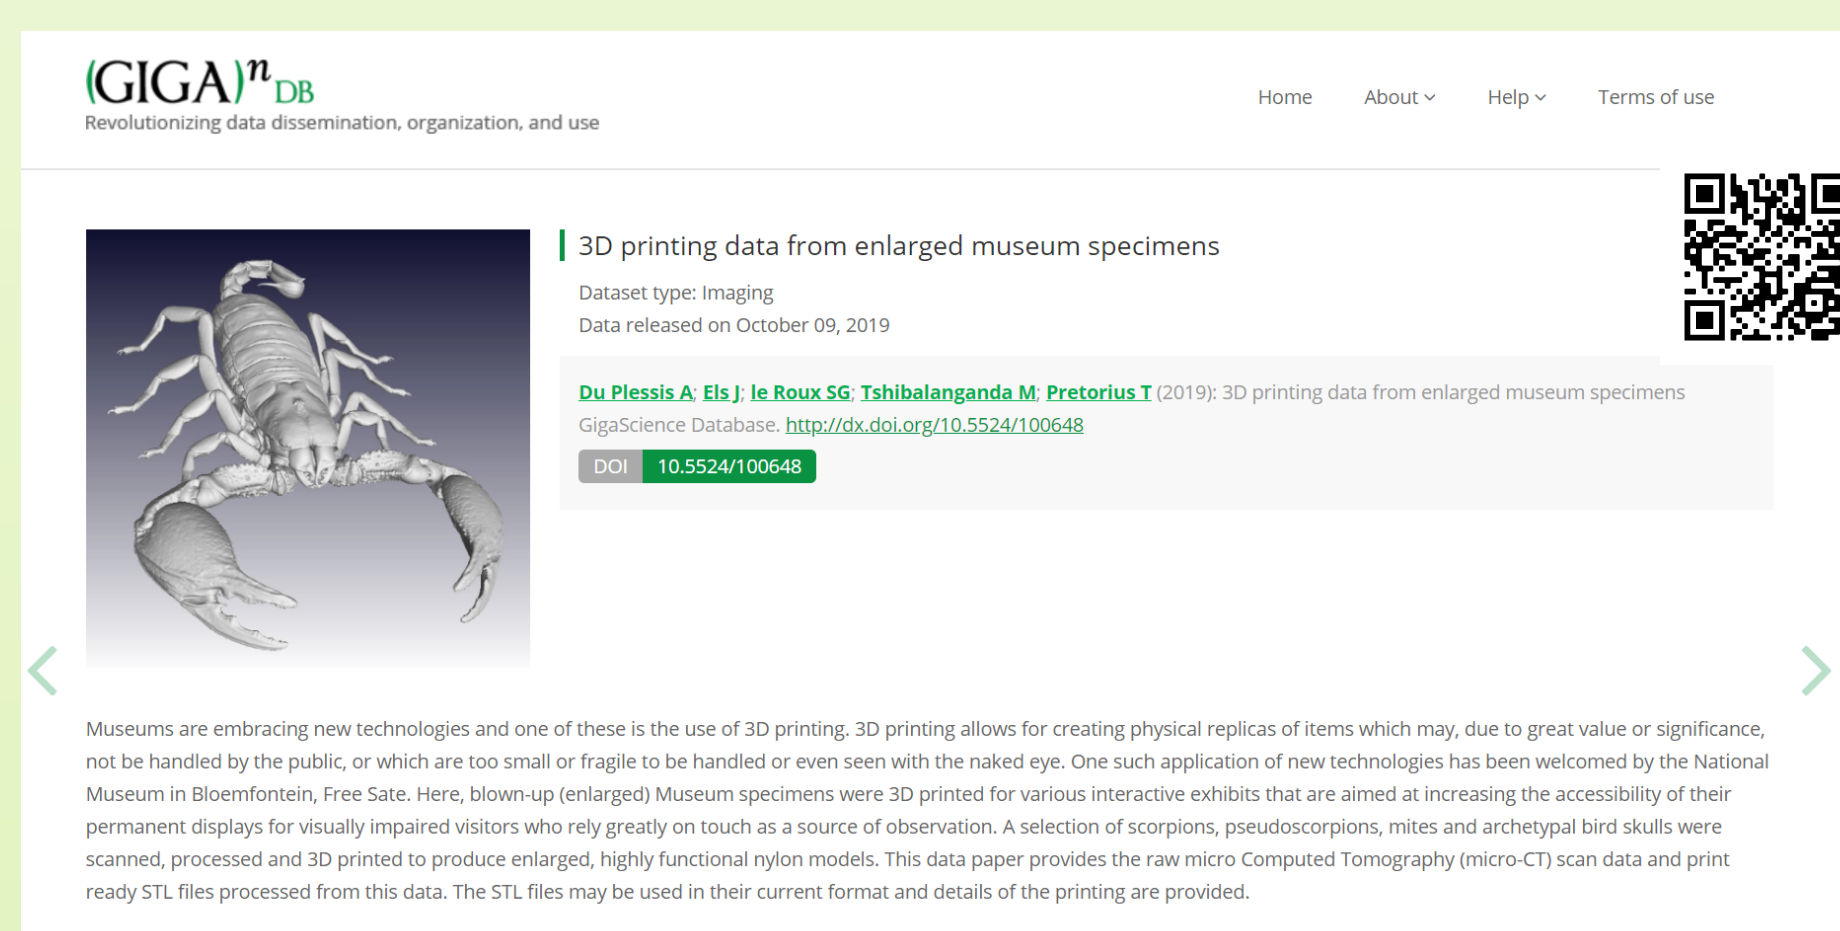 (GIGA)n DB
Revolutionizing data dissemination, organization, and use
Home About Help Terms of use
3D printing data from enlarged museum specimens
Dataset type: Imaging
Data released on October 09, 2019
Du Plessis A; Els J; le Roux SG; Tshibalanganda M; Pretorius T (2019): 3D printing data from enlarged museum specimens
GigaScience Database. http://dx.doi.org/10.5524/100648
DOI 10.5524/100648
Museums are embracing new technologies and one of these is the use of 3D printing. 3D printing allows for creating physical replicas of items which may, due to great value or significance,
not be handled by the public, or which are too small or fragile to be handled or even seen with the naked eye. One such application of new technologies has been welcomed by the National
Museum in Bloemfontein, Free Sate. Here, blown-up (enlarged) Museum specimens were 3D printed for various interactive exhibits that are aimed at increasing the accessibility of their
permanent displays for visually impaired visitors who rely greatly on touch as a source of observation. A selection of scorpions, pseudoscorpions, mites and archetypal bird skulls were
scanned, processed and 3D printed to produce enlarged, highly functional nylon models. This data paper provides the raw micro Computed Tomography (micro-CT) scan data and print
ready STL files processed from this data. The STL files may be used in their current format and details of the printing are provided.